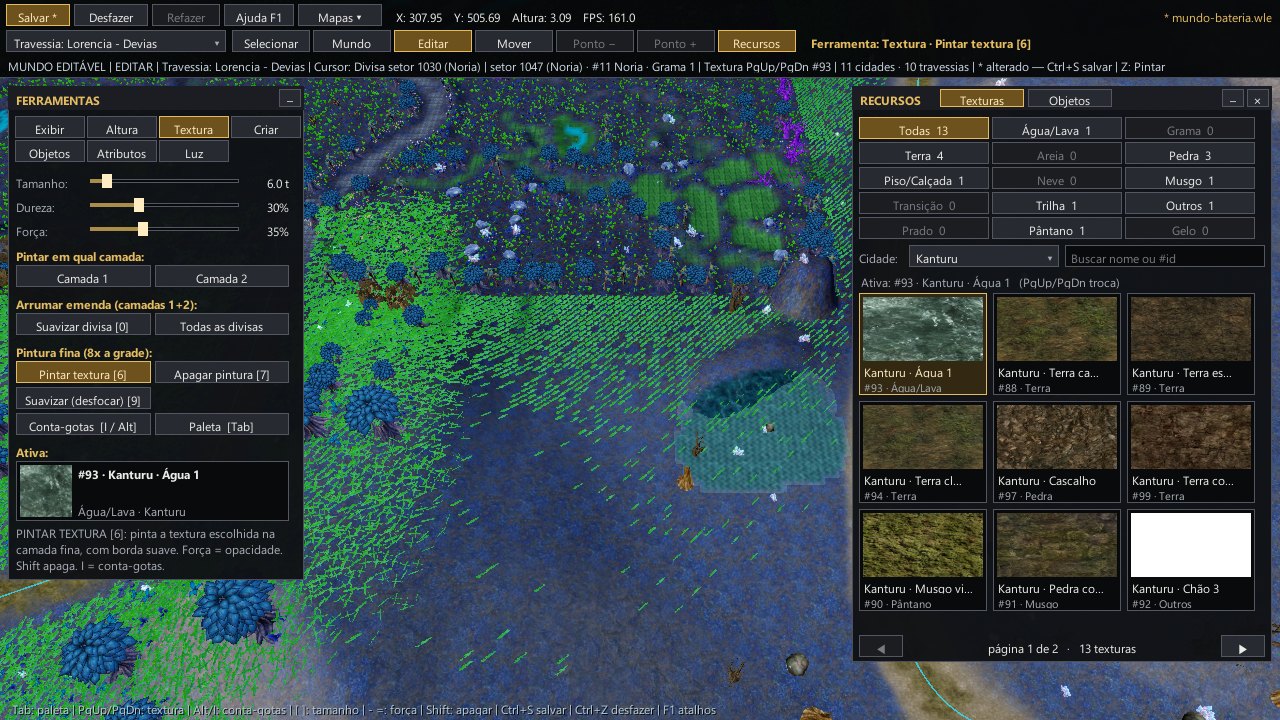 Salvar * Desfazer Refazer Ajuda F1 Mapas ▾ X: 307.95 Y: 505.69 Altura: 3.09 FPS: 161.0 * mundo-bateria.wle
Travessia: Lorencia - Devias ▾ Selecionar Mundo Editar Mover Ponto − Ponto + Recursos Ferramenta: Textura · Pintar textura [6]
MUNDO EDITÁVEL | EDITAR | Travessia: Lorencia - Devias | Cursor: Divisa setor 1030 (Noria) | setor 1047 (Noria) · #11 Noria · Grama 1 | Textura PgUp/PgDn #93 | 11 cidades · 10 travessias | * alterado — Ctrl+S salvar | Z: Pintar
FERRAMENTAS –
Exibir Altura Textura Criar
Objetos Atributos Luz
Tamanho: 6.0 t
Dureza: 30%
Força: 35%
Pintar em qual camada:
Camada 1 Camada 2
Arrumar emenda (camadas 1+2):
Suavizar divisa [0] Todas as divisas
Pintura fina (8x a grade):
Pintar textura [6] Apagar pintura [7]
Suavizar (desfocar) [9]
Conta-gotas [I / Alt] Paleta [Tab]
Ativa:
#93 · Kanturu · Água 1
Água/Lava · Kanturu
PINTAR TEXTURA [6]: pinta a textura escolhida na
camada fina, com borda suave. Força = opacidade.
Shift apaga. I = conta-gotas.
RECURSOS Texturas Objetos – ×
Todas 13 Água/Lava 1 Grama 0
Terra 4 Areia 0 Pedra 3
Piso/Calçada 1 Neve 0 Musgo 1
Transição 0 Trilha 1 Outros 1
Prado 0 Pântano 1 Gelo 0
Cidade: Kanturu ▾ Buscar nome ou #id
Ativa: #93 · Kanturu · Água 1 (PgUp/PgDn troca)
Kanturu · Água 1 Kanturu · Terra ca... Kanturu · Terra es...
#93 · Água/Lava #88 · Terra #89 · Terra
Kanturu · Terra cl... Kanturu · Cascalho Kanturu · Terra co...
#94 · Terra #97 · Pedra #99 · Terra
Kanturu · Musgo vi... Kanturu · Pedra co... Kanturu · Chão 3
#90 · Pântano #91 · Musgo #92 · Outros
◀ página 1 de 2 · 13 texturas ▶
Tab: paleta | PgUp/PgDn: textura | Alt/I: conta-gotas | [ ]: tamanho | - =: força | Shift: apagar | Ctrl+S salvar | Ctrl+Z desfazer | F1 atalhos